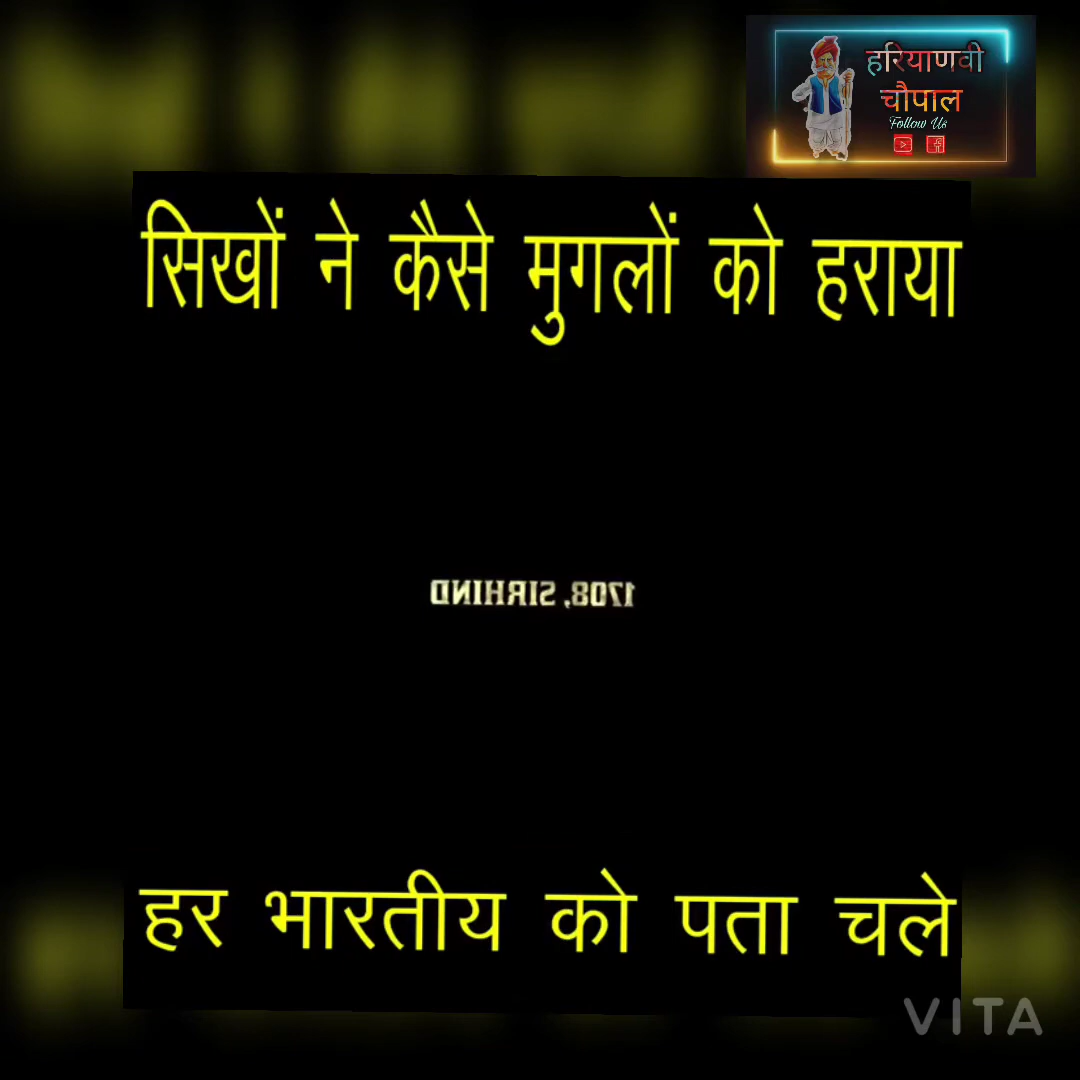 हरियाणवी
चौपाल
Follow Us
सिखों ने कैसे मुगलों को हराया
1708, SIRHIND
हर भारतीय को पता चले
VITA